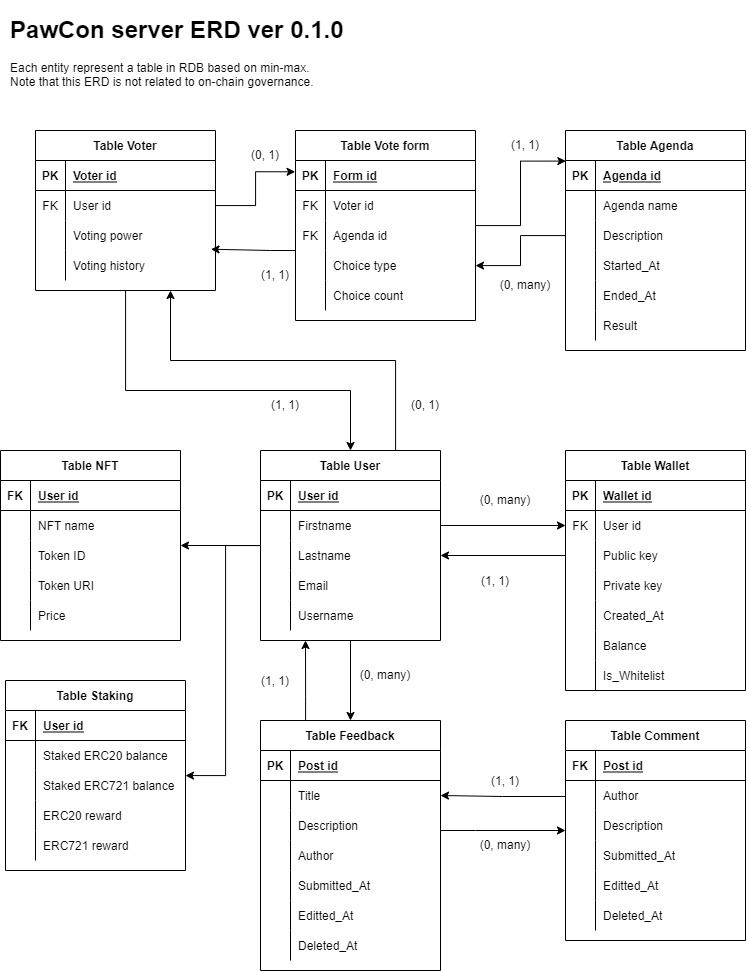 PawCon server ERD ver 0.1.0
Each entity represent a table in RDB based on min-max.
Note that this ERD is not related to on-chain governance.
Table Voter
PK Voter id
FK User id
Voting power
Voting history
(0, 1)
(1, 1)
Table Vote form
PK Form id
FK Voter id
FK Agenda id
Choice type
Choice count
(1, 1)
(0, many)
Table Agenda
PK Agenda id
Agenda name
Description
Started_At
Ended_At
Result
(1, 1)
(0, 1)
Table NFT
FK User id
NFT name
Token ID
Token URI
Price
Table User
PK User id
Firstname
Lastname
Email
Username
(0, many)
(1, 1)
Table Wallet
PK Wallet id
FK User id
Public key
Private key
Created_At
Balance
Is_Whitelist
Table Staking
FK User id
Staked ERC20 balance
Staked ERC721 balance
ERC20 reward
ERC721 reward
(1, 1)
(0, many)
Table Feedback
PK Post id
Title
Description
Author
Submitted_At
Editted_At
Deleted_At
(1, 1)
(0, many)
Table Comment
FK Post id
Author
Description
Submitted_At
Editted_At
Deleted_At